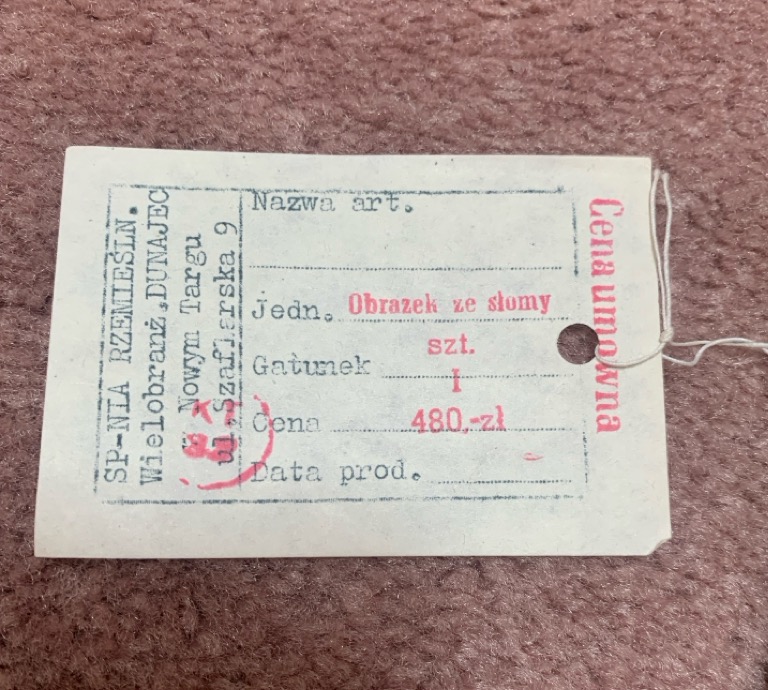 SP-NIA RZEMIEŚLN.
Wielobranż.DUNAJEC
w Nowym Targu
ul. Szaflarska 9
Nazwa art.
Jedn. Obrazek ze słomy
szt.
Gatunek
I
Cena 480,-zł
Data prod.
Cena umowna